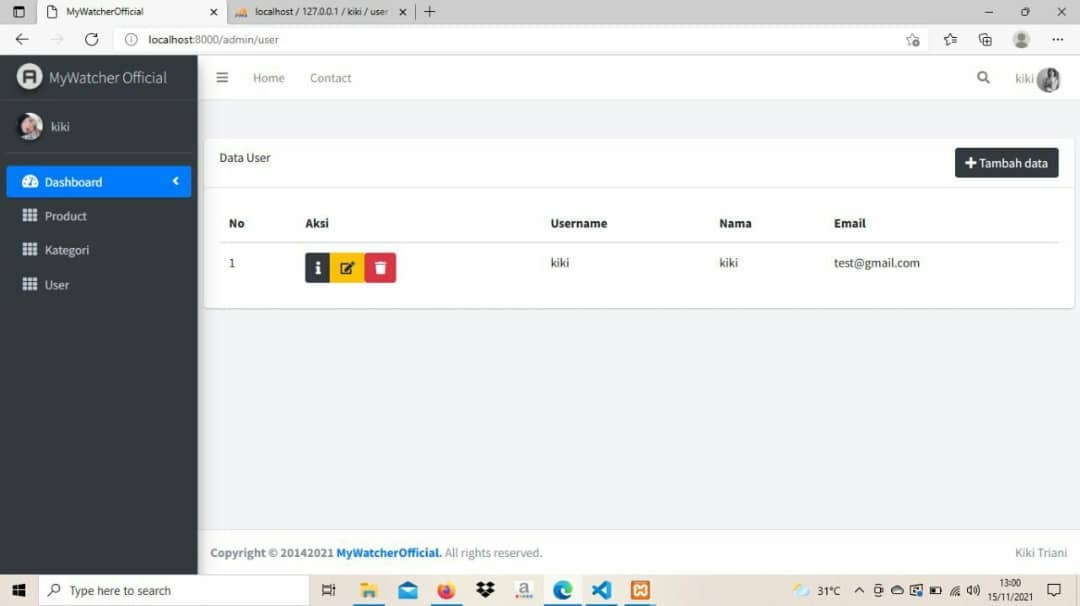 MyWatcherOfficial
localhost / 127.0.0.1 / kiki / user
localhost:8000/admin/user
MyWatcher Official
Home
Contact
kiki
kiki
Dashboard
Product
Kategori
User
Data User
Tambah data
No Aksi Username Nama Email
1 kiki kiki test@gmail.com
Copyright © 20142021 MyWatcherOfficial. All rights reserved.
Kiki Triani
Type here to search
31°C
13:00
15/11/2021